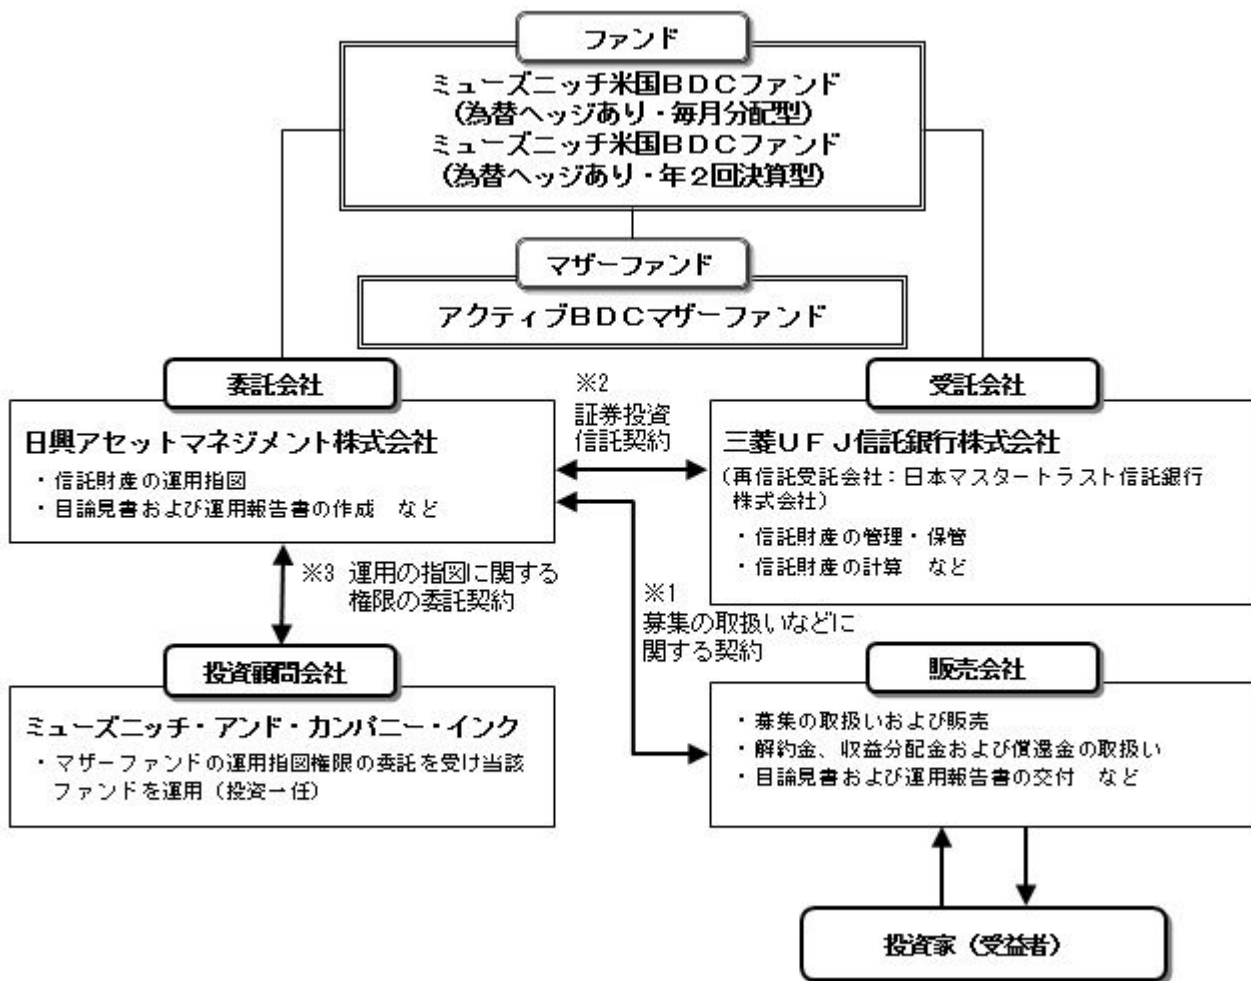 ファンド
ミューズニッチ米国BDCファンド
(為替ヘッジあり・毎月分配型)
ミューズニッチ米国BDCファンド
(為替ヘッジあり・年2回決算型)
マザーファンド
アクティブBDCマザーファンド
委託会社
日興アセットマネジメント株式会社
・信託財産の運用指図
・目論見書および運用報告書の作成 など
※2
証券投資
信託契約
受託会社
三菱UFJ信託銀行株式会社
(再信託受託会社:日本マスタートラスト信託銀行
株式会社)
・信託財産の管理・保管
・信託財産の計算 など
※3 運用の指図に関する
権限の委託契約
※1
募集の取扱いなどに
関する契約
投資顧問会社
ミューズニッチ・アンド・カンパニー・インク
・マザーファンドの運用指図権限の委託を受け当該
ファンドを運用(投資一任)
販売会社
・募集の取扱いおよび販売
・解約金、収益分配金および償還金の取扱い
・目論見書および運用報告書の交付 など
投資家(受益者)